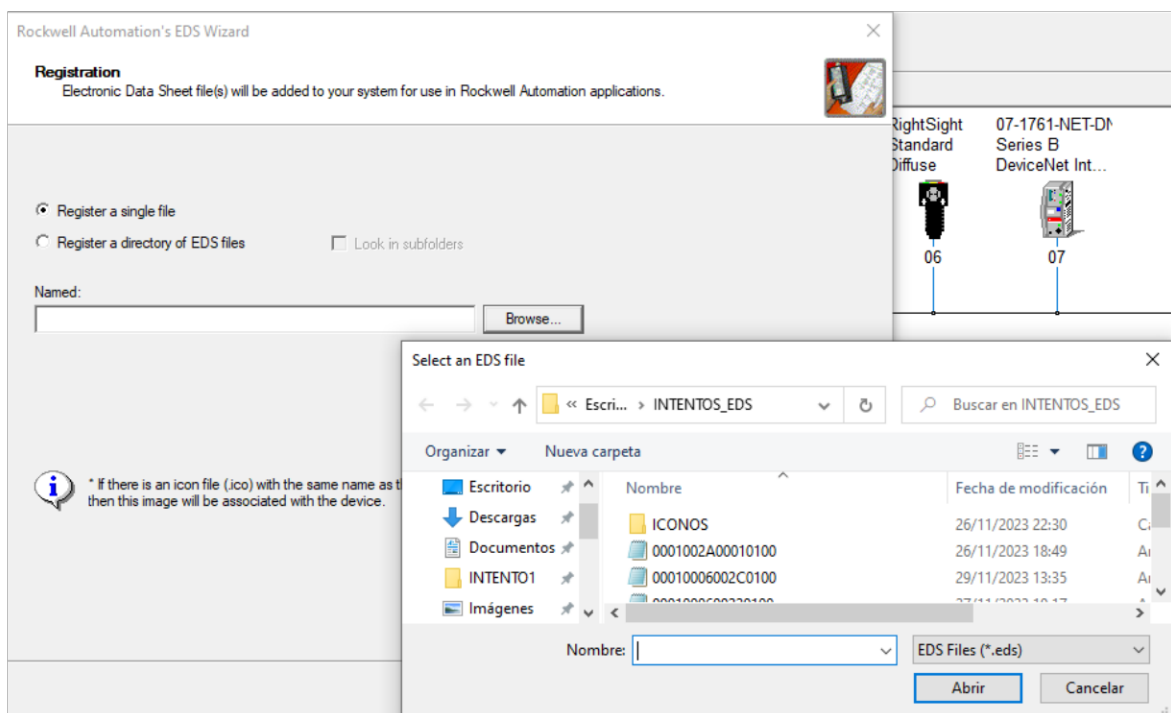 Rockwell Automation's EDS Wizard
Registration
Electronic Data Sheet file(s) will be added to your system for use in Rockwell Automation applications.
RightSight
Standard
Diffuse
06
07-1761-NET-DN
Series B
DeviceNet Int...
07
Register a single file
Register a directory of EDS files
Look in subfolders
Named:
Browse...
* If there is an icon file (.ico) with the same name as
then this image will be associated with the device.
Select an EDS file
« Escri... › INTENTOS_EDS
Buscar en INTENTOS_EDS
Organizar
Nueva carpeta
Escritorio
Descargas
Documentos
INTENTO1
Imágenes
Nombre
Fecha de modificación
ICONOS
26/11/2023 22:30
0001002A00010100
26/11/2023 18:49
00010006002C0100
29/11/2023 13:35
Nombre:
EDS Files (*.eds)
Abrir
Cancelar